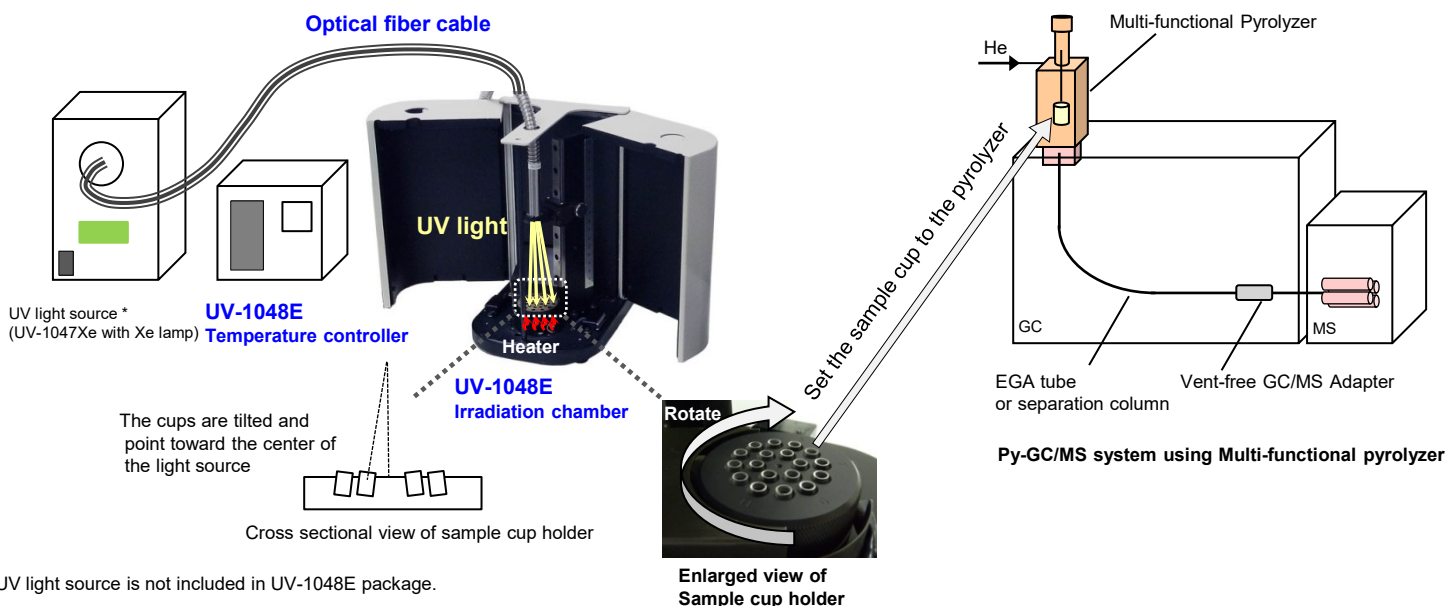 Optical fiber cable
UV light source *
(UV-1047Xe with Xe lamp)
UV-1048E
Temperature controller
UV light
Heater
UV-1048E
Irradiation chamber
The cups are tilted and
point toward the center of
the light source
Cross sectional view of sample cup holder
Rotate
Enlarged view of
Sample cup holder
Set the sample cup to the pyrolyzer
He
Multi-functional Pyrolyzer
GC
MS
EGA tube
or separation column
Vent-free GC/MS Adapter
Py-GC/MS system using Multi-functional pyrolyzer
UV light source is not included in UV-1048E package.